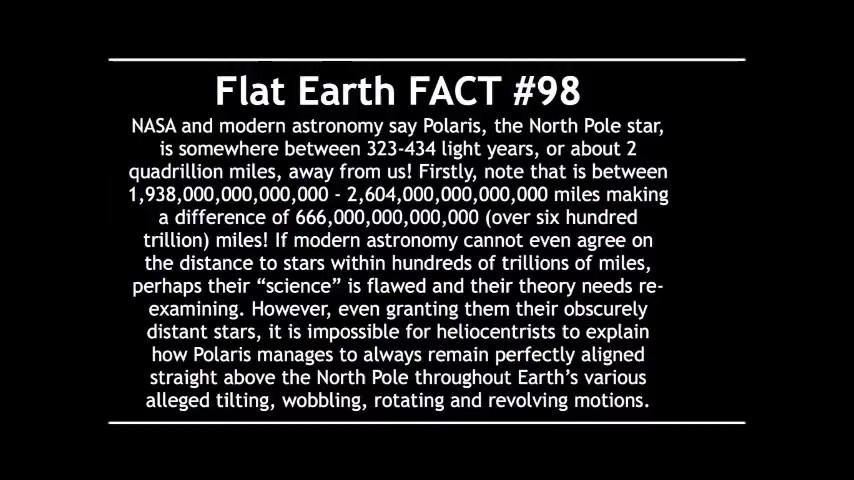 Flat Earth FACT #98
NASA and modern astronomy say Polaris, the North Pole star,
is somewhere between 323-434 light years, or about 2
quadrillion miles, away from us! Firstly, note that is between
1,938,000,000,000,000 - 2,604,000,000,000,000 miles making
a difference of 666,000,000,000,000 (over six hundred
trillion) miles! If modern astronomy cannot even agree on
the distance to stars within hundreds of trillions of miles,
perhaps their “science” is flawed and their theory needs re-
examining. However, even granting them their obscurely
distant stars, it is impossible for heliocentrists to explain
how Polaris manages to always remain perfectly aligned
straight above the North Pole throughout Earth’s various
alleged tilting, wobbling, rotating and revolving motions.